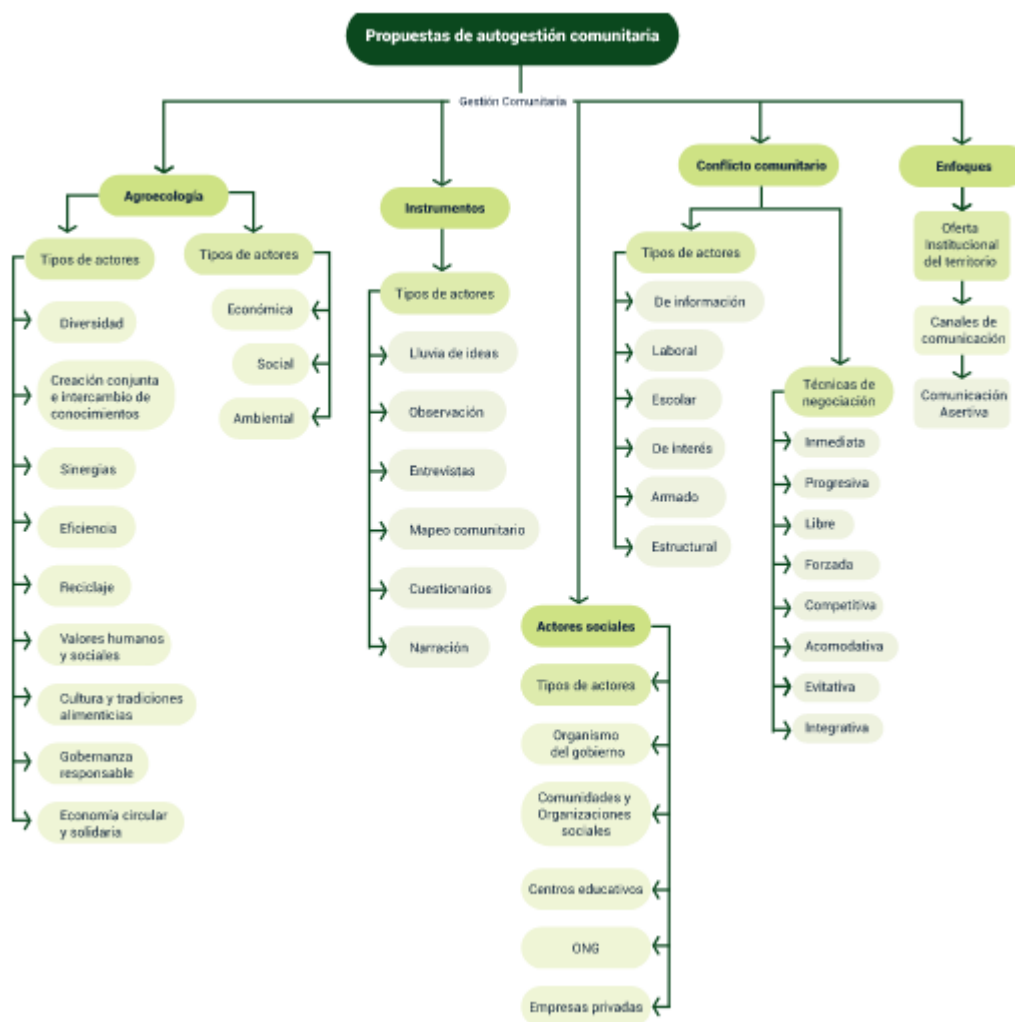 Propuestas de autogestión comunitaria
Gestión Comunitaria
Agroecología
Tipos de actores
Diversidad
Creación conjunta
e intercambio de
conocimientos
Sinergias
Eficiencia
Reciclaje
Valores humanos
y sociales
Cultura y tradiciones
alimenticias
Gobernanza
responsable
Economía circular
y solidaria
Tipos de actores
Económica
Social
Ambiental
Instrumentos
Tipos de actores
Lluvia de ideas
Observación
Entrevistas
Mapeo comunitario
Cuestionarios
Narración
Actores sociales
Tipos de actores
Organismo
del gobierno
Comunidades y
Organizaciones
sociales
Centros educativos
ONG
Empresas privadas
Conflicto comunitario
Tipos de actores
De información
Laboral
Escolar
De interés
Armado
Estructural
Técnicas de
negociación
Inmediata
Progresiva
Libre
Forzada
Competitiva
Acomodativa
Evitativa
Integrativa
Enfoques
Oferta
Institucional
del territorio
Canales de
comunicación
Comunicación
Asertiva